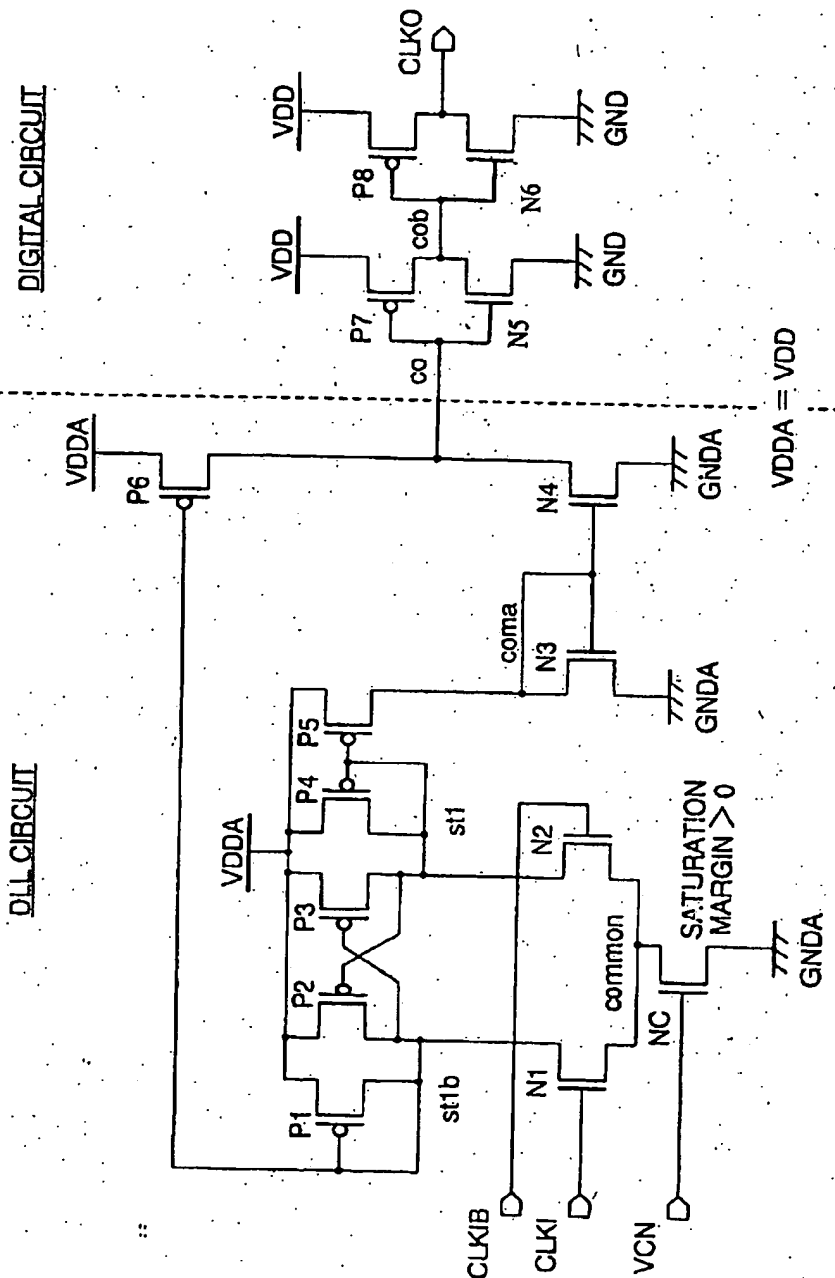 DLL CIRCUIT
DIGITAL CIRCUIT
VDDA
P6
VDD
P8
CLKO
N6
GND
VDD
P7
cob
co
N5
GND
VDDA
P1
P2
P3
P4
P5
st1b
st1
coma
N3
N4
GNDA
GNDA
CLKIB
CLKI
VCN
N1
N2
common
NC
SATURATION
MARGIN > 0
GNDA
VDDA = VDD